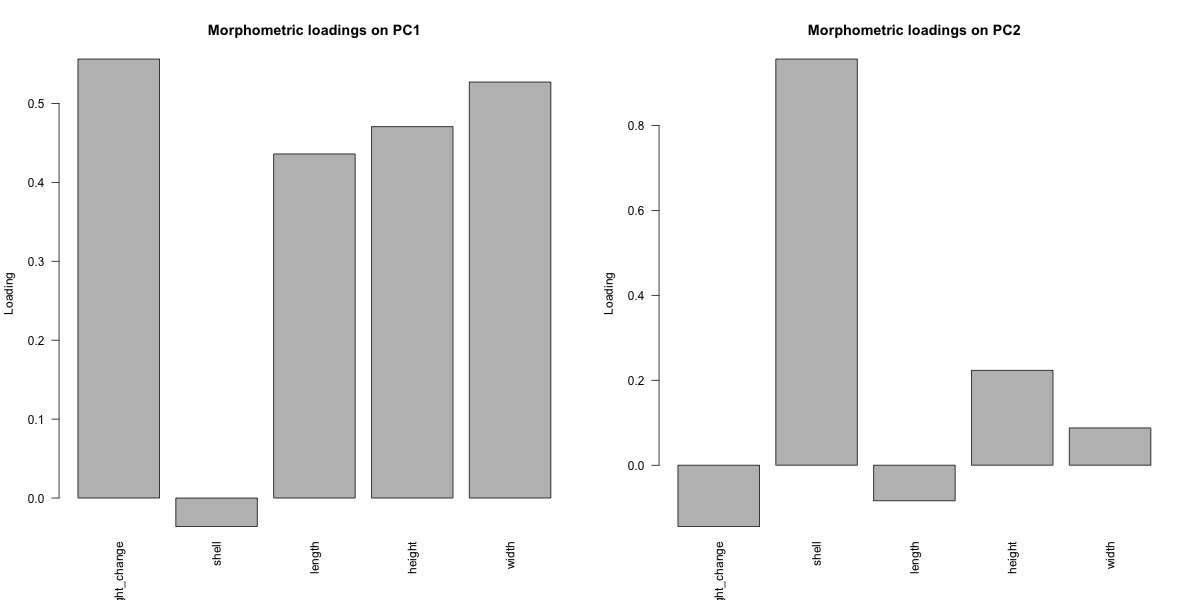 Morphometric loadings on PC1
Loading
0.5
0.4
0.3
0.2
0.1
0.0
ght_change
shell
length
height
width
Morphometric loadings on PC2
Loading
0.8
0.6
0.4
0.2
0.0
ght_change
shell
length
height
width